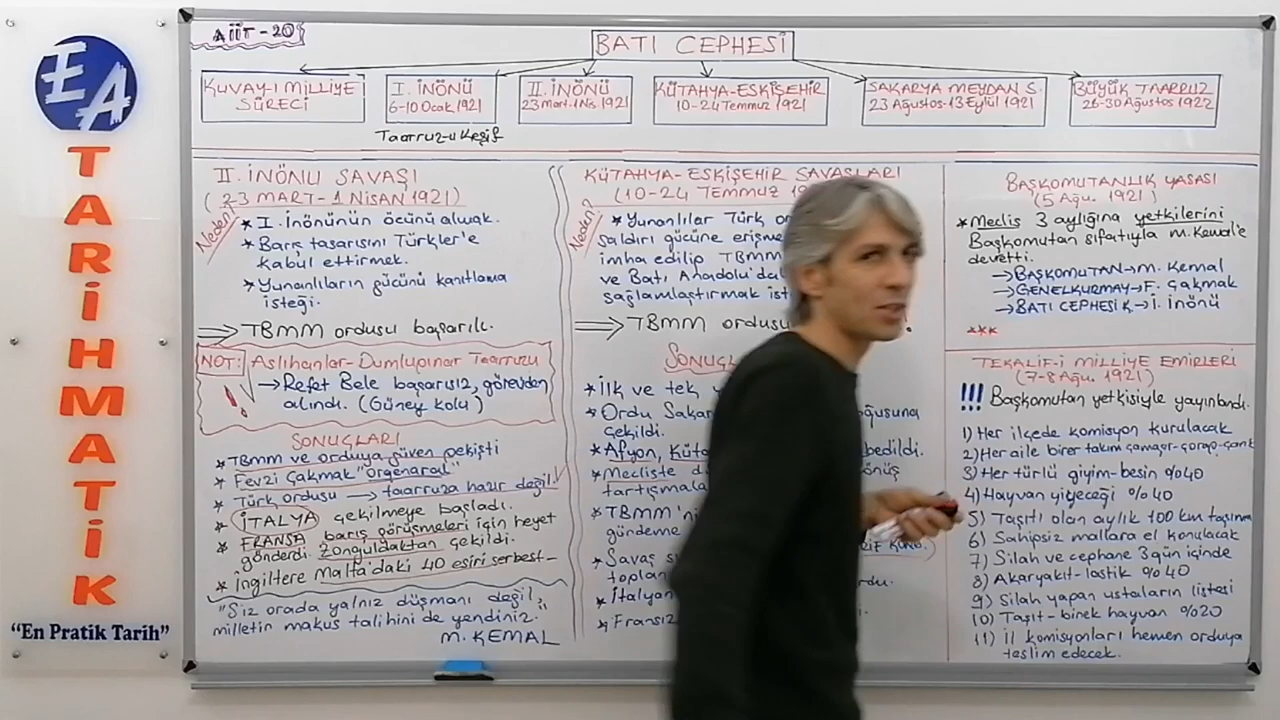 EA
TARİHMATİK
"En Pratik Tarih"
AİİT-20
BATI CEPHESİ
KUVAY-I MİLLİYE
SÜRECİ
I. İNÖNÜ
6-10 Ocak 1921
Taarruz-u Keşif
II. İNÖNÜ
23 Mart-1 Nis. 1921
KÜTAHYA-ESKİŞEHİR
10-24 Temmuz 1921
SAKARYA MEYDAN S.
23 Ağustos-13 Eylül 1921
BÜYÜK TAARRUZ
26-30 Ağustos 1922
II. İNÖNÜ SAVAŞI
(23 MART-1 NİSAN 1921)
Neden?
* I. İnönünün öcünü almak.
* Barış tasarısını Türkler'e
kabul ettirmek.
* Yunanlıların gücünü kanıtlama
isteği.
⇒ TBMM ordusu başarılı.
NOT: Aslıhanlar-Dumlupınar Taarruzu
→ Refet Bele başarısız, görevden
alındı. (Güney Kolu)
SONUÇLARI
* TBMM ve orduya güven pekişti
* Fevzi Çakmak "orgeneral"
* Türk ordusu → taarruza hazır değil!
* İTALYA çekilmeye başladı.
* FRANSA barış görüşmeleri için heyet
gönderdi. Zonguldaktan çekildi.
* İngiltere Malta'daki 40 esiri serbest
"Siz orada yalnız düşmanı değil,
milletin makus talihini de yendiniz."
M. KEMAL
KÜTAHYA-ESKİŞEHİR SAVAŞLARI
(10-24 TEMMUZ 19
Neden?
* Yunanlılar Türk or
saldırı gücüne erişme
imha edilip TBMM
ve Batı Anadolu'da
sağlamlaştırmak ist
⇒ TBMM ordusu
SONUÇL
* İlk ve tek
* Ordu Sakar oğusuna
çekildi.
* Afyon, Küta bedildi.
* Mecliste d önüş
tartışmala
* TBMM'ni
gündeme
* Savaş s
toplan
* İtalyan
* Fransız
BAŞKOMUTANLIK YASASI
(5 Ağu. 1921)
* Meclis 3 aylığına yetkilerini
Başkomutan sıfatıyla M. Kemal'e
devetti.
→ BAŞKOMUTAN → M. Kemal
→ GENELKURMAY → F. Çakmak
→ BATI CEPHESİ K → İ. İnönü
***
TEKALİF-İ MİLLİYE EMİRLERİ
(7-8 Ağu. 1921)
!!! Başkomutan yetkisiyle yayınlandı.
1) Her ilçede komisyon kurulacak
2) Her aile birer takım çamaşır-çorap-çarık
3) Her türlü giyim-besin %40
4) Hayvan yiyeceği %40
5) Taşıtı olan aylık 100 km taşıma
6) Sahipsiz mallara el konulacak
7) Silah ve cephane 3 gün içinde
8) Akaryakıt-lastik %40
9) Silah yapan ustaların listesi
10) Taşıt-binek hayvan %20
11) İl komisyonları hemen orduya
teslim edecek.